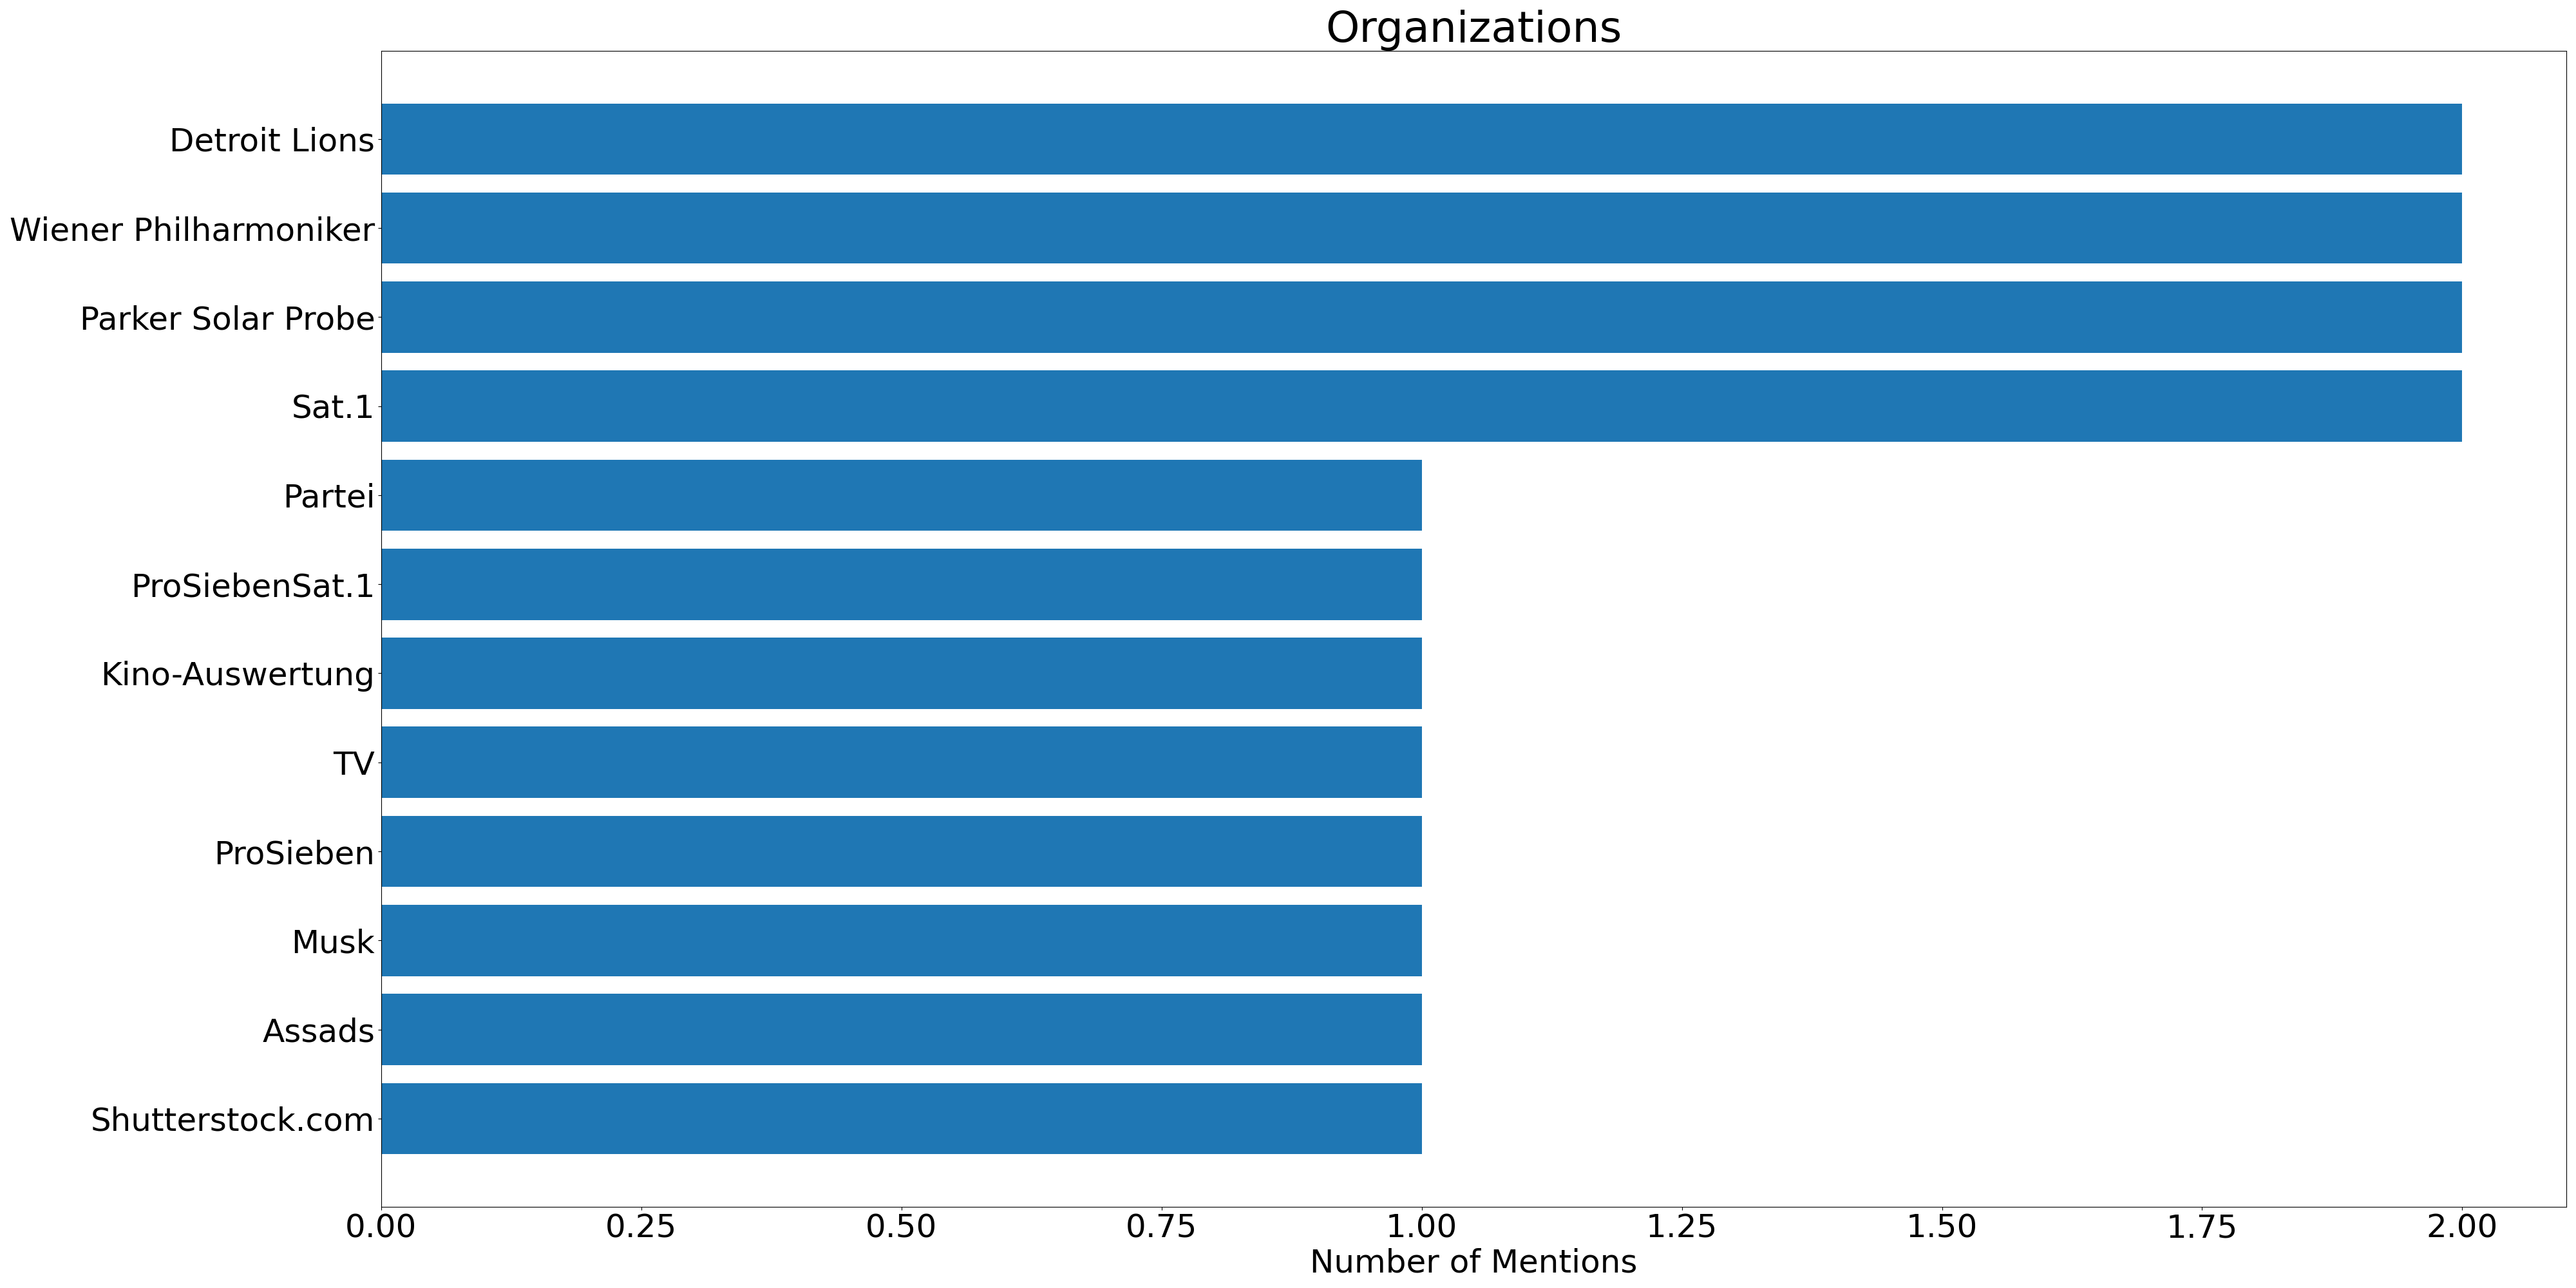 Organizations
Detroit Lions
Wiener Philharmoniker
Parker Solar Probe
Sat.1
Partei
ProSiebenSat.1
Kino-Auswertung
TV
ProSieben
Musk
Assads
Shutterstock.com
0.00 0.25 0.50 0.75 1.00 1.25 1.50 1.75 2.00
Number of Mentions